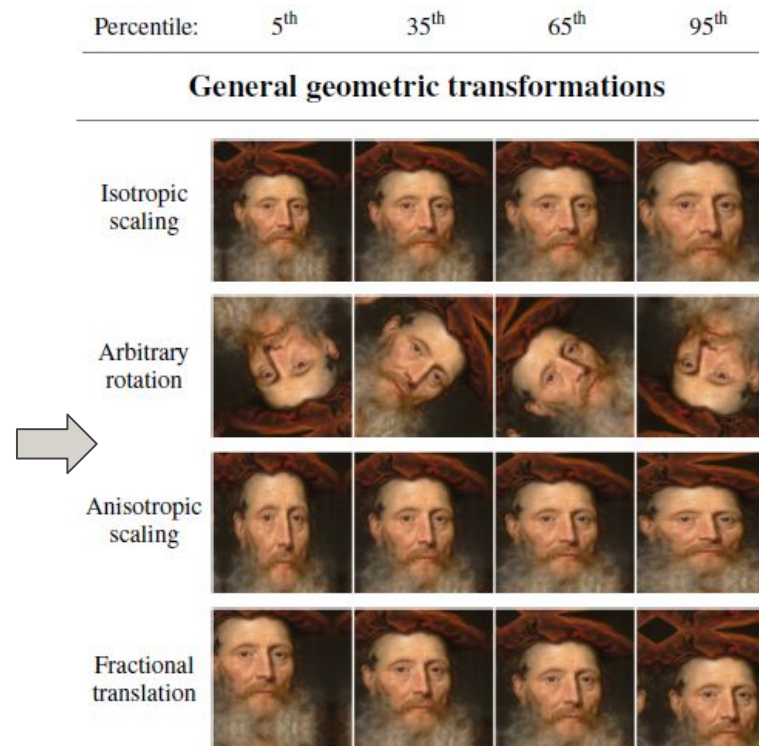 Percentile: 5th 35th 65th 95th
General geometric transformations
Isotropic
scaling
Arbitrary
rotation
Anisotropic
scaling
Fractional
translation